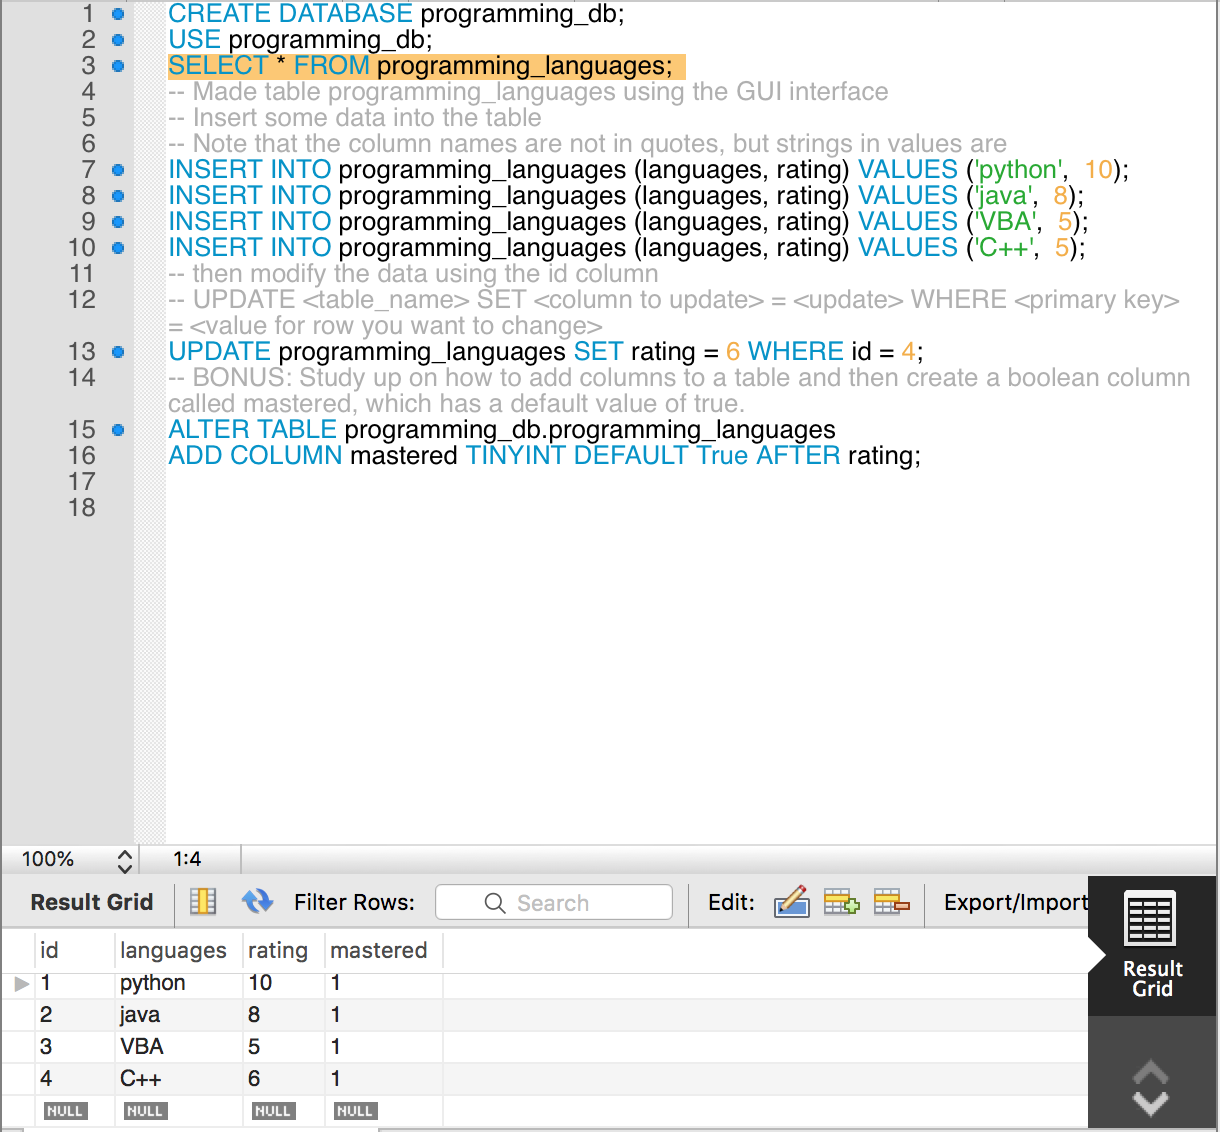 1 CREATE DATABASE programming_db;
2 USE programming_db;
3 SELECT * FROM programming_languages;
4 -- Made table programming_languages using the GUI interface
5 -- Insert some data into the table
6 -- Note that the column names are not in quotes, but strings in values are
7 INSERT INTO programming_languages (languages, rating) VALUES ('python', 10);
8 INSERT INTO programming_languages (languages, rating) VALUES ('java', 8);
9 INSERT INTO programming_languages (languages, rating) VALUES ('VBA', 5);
10 INSERT INTO programming_languages (languages, rating) VALUES ('C++', 5);
11 -- then modify the data using the id column
12 -- UPDATE <table_name> SET <column to update> = <update> WHERE <primary key>
= <value for row you want to change>
13 UPDATE programming_languages SET rating = 6 WHERE id = 4;
14 -- BONUS: Study up on how to add columns to a table and then create a boolean column
called mastered, which has a default value of true.
15 ALTER TABLE programming_db.programming_languages
16 ADD COLUMN mastered TINYINT DEFAULT True AFTER rating;
17
18
100% 1:4
Result Grid Filter Rows: Search Edit: Export/Import
id languages rating mastered
1 python 10 1
2 java 8 1
3 VBA 5 1
4 C++ 6 1
NULL NULL NULL NULL
Result
Grid